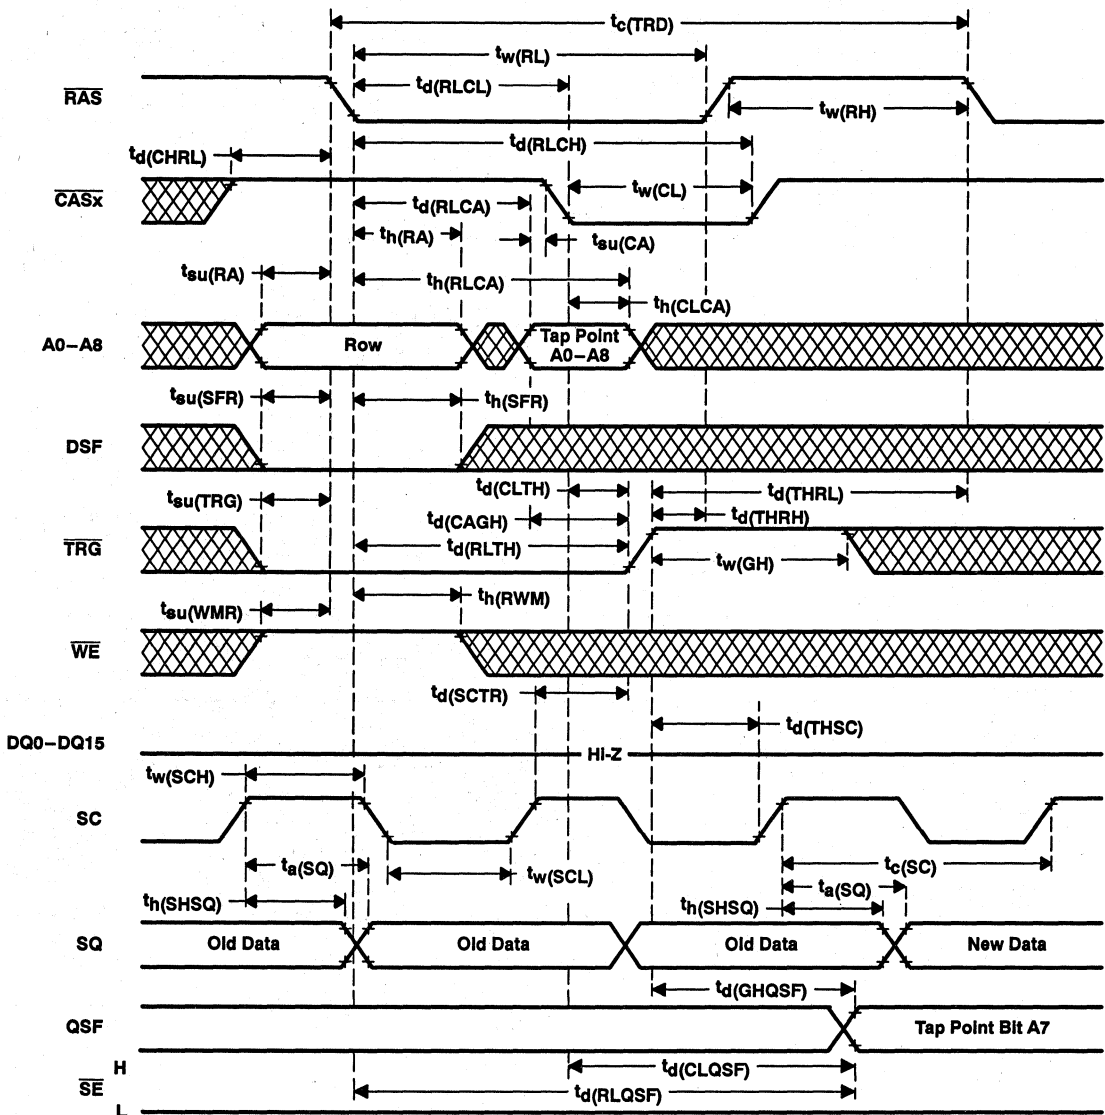 tc(TRD)
tw(RL)
td(RLCL)
RAS
tw(RH)
td(RLCH)
td(CHRL)
tw(CL)
CASx
td(RLCA)
th(RA)
tsu(CA)
tsu(RA)
th(RLCA)
th(CLCA)
A0–A8
Row
Tap Point
A0–A8
tsu(SFR)
th(SFR)
DSF
td(CLTH)
td(THRL)
tsu(TRG)
td(CAGH)
td(THRH)
TRG
td(RLTH)
tw(GH)
th(RWM)
tsu(WMR)
WE
td(SCTR)
td(THSC)
DQ0–DQ15
Hi-Z
tw(SCH)
SC
ta(SQ)
tw(SCL)
tc(SC)
ta(SQ)
th(SHSQ)
th(SHSQ)
SQ
Old Data
Old Data
Old Data
New Data
td(GHQSF)
QSF
Tap Point Bit A7
H
td(CLQSF)
SE
td(RLQSF)
L